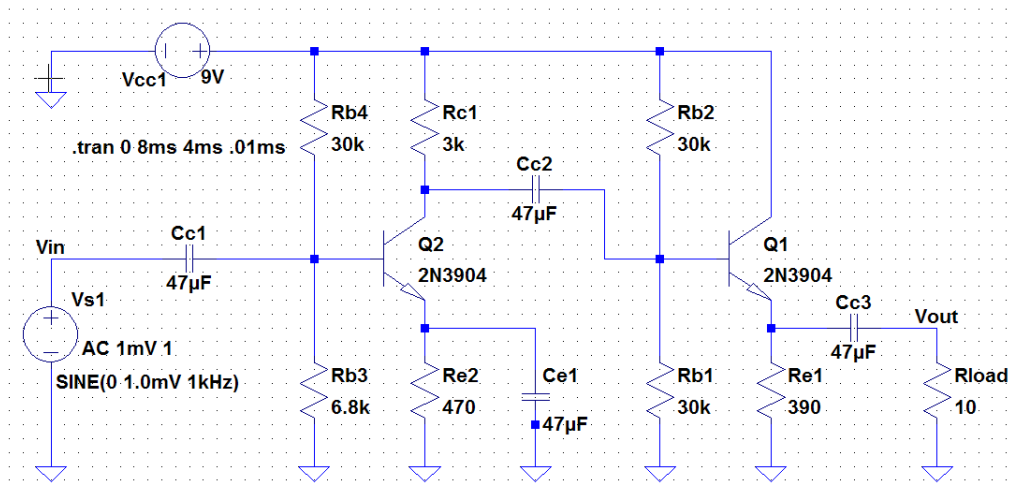 Vcc1
9V
Rb4
30k
Rc1
3k
Rb2
30k
.tran 0 8ms 4ms .01ms
Cc2
47µF
Vin
Cc1
47µF
Q2
2N3904
Q1
2N3904
Vs1
AC 1mV 1
SINE(0 1.0mV 1kHz)
Cc3
47µF
Vout
Rb3
6.8k
Re2
470
Ce1
47µF
Rb1
30k
Re1
390
Rload
10